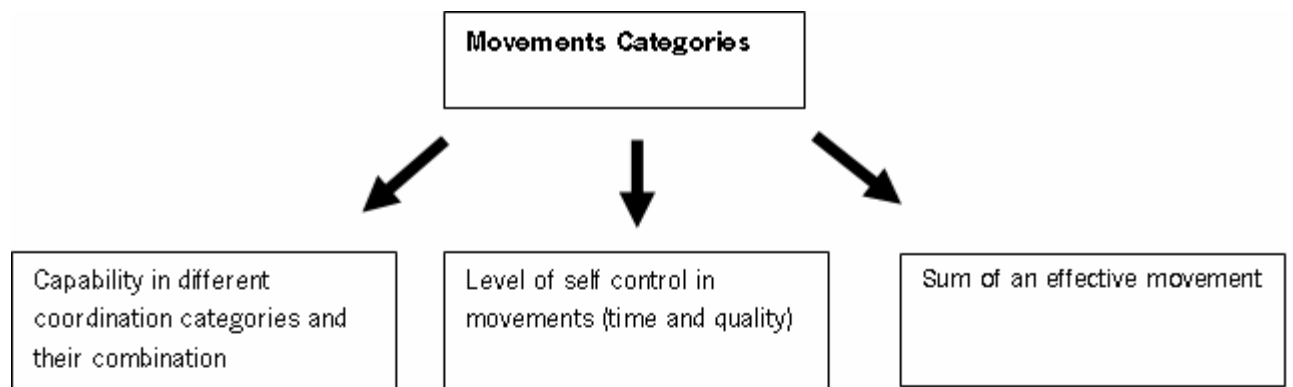 Movements Categories
Capability in different
coordination categories and
their combination
Level of self control in
movements (time and quality)
Sum of an effective movement